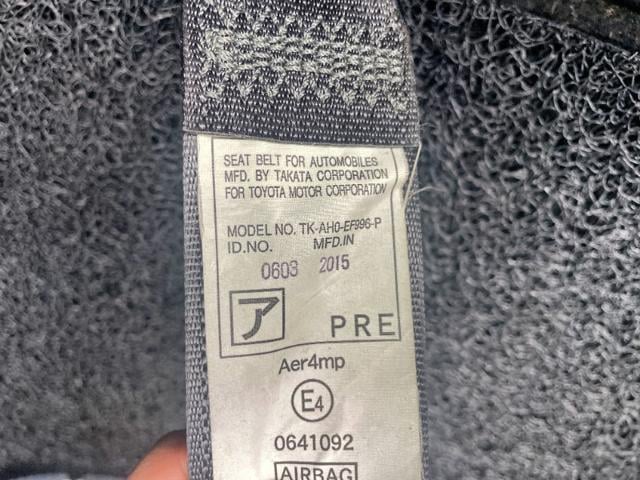 SEAT BELT FOR AUTOMOBILES
MFD. BY TAKATA CORPORATION
FOR TOYOTA MOTOR CORPORATION
MODEL NO. TK-AH0-EF996-P
ID.NO. MFD.IN
0603 2015
ア PRE
Aer4mp
E4
0641092
AIRBAG